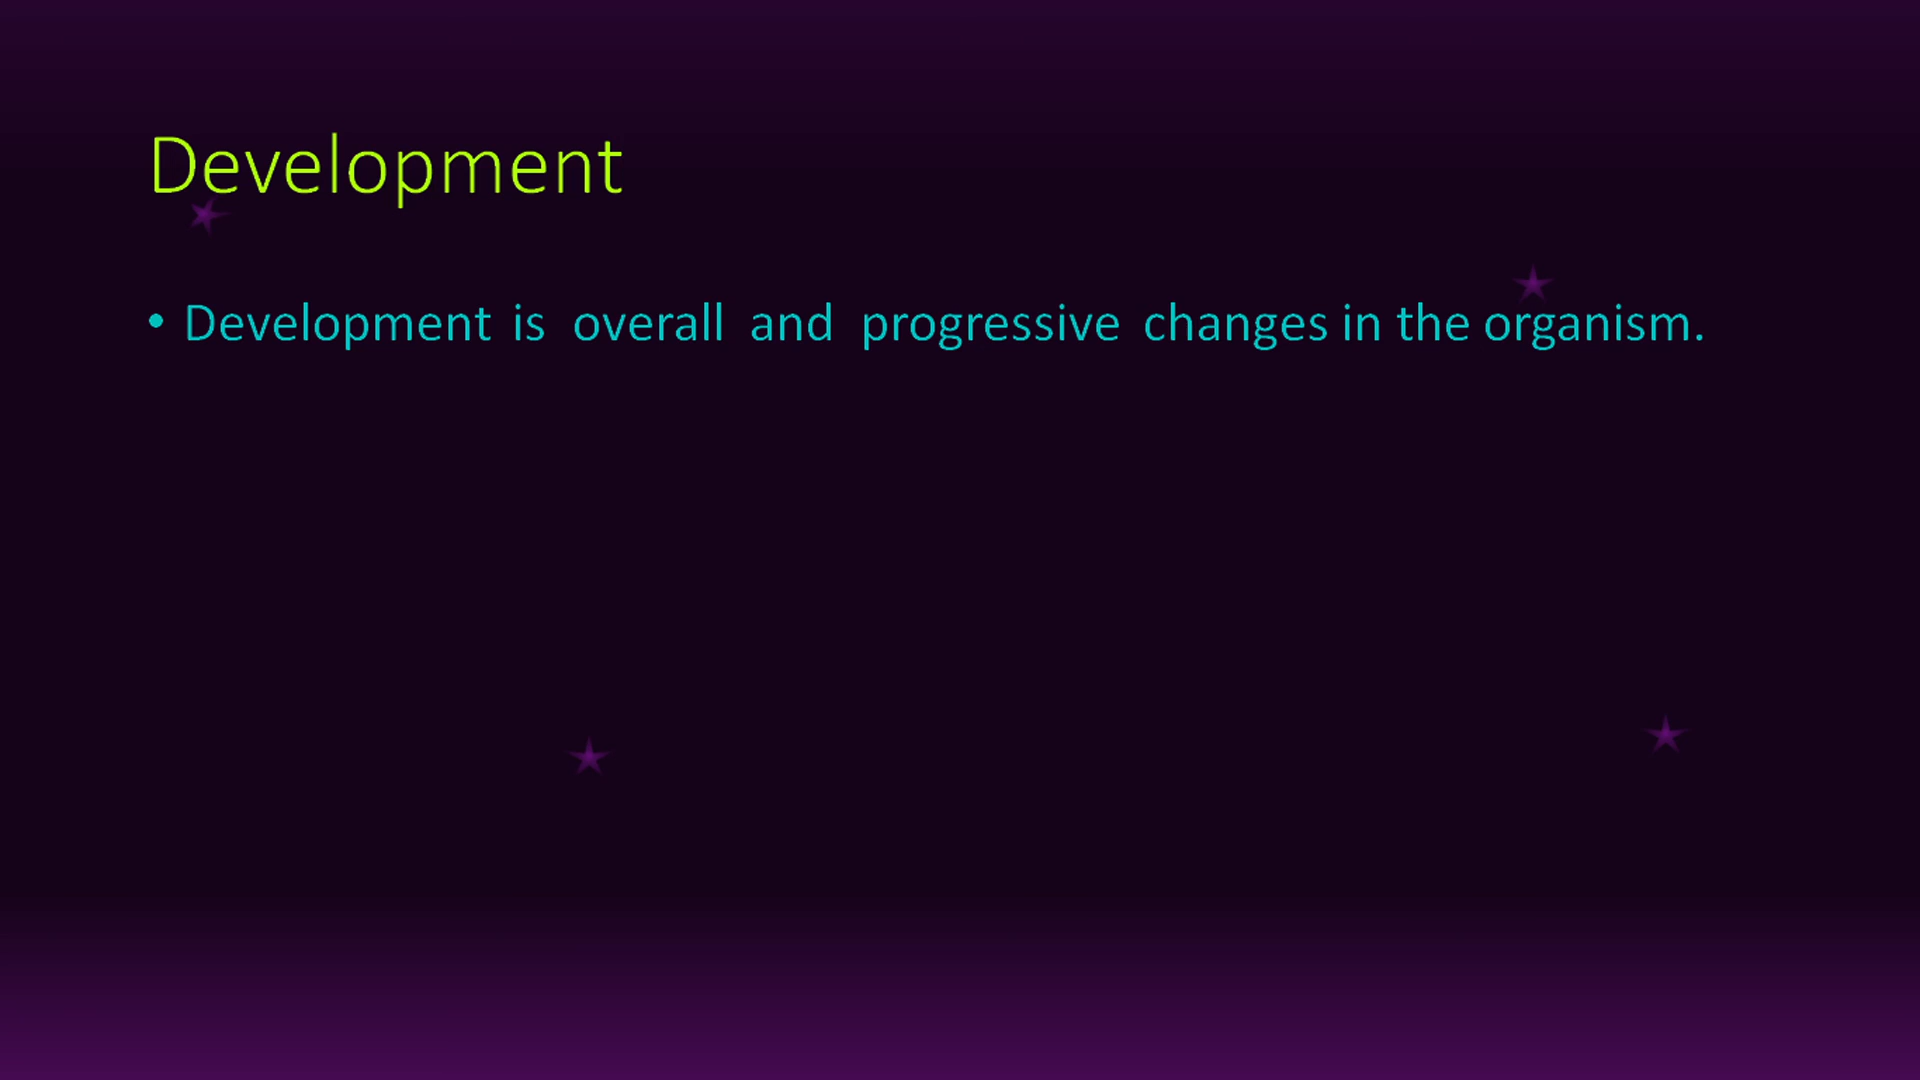 Development
• Development is overall and progressive changes in the organism.